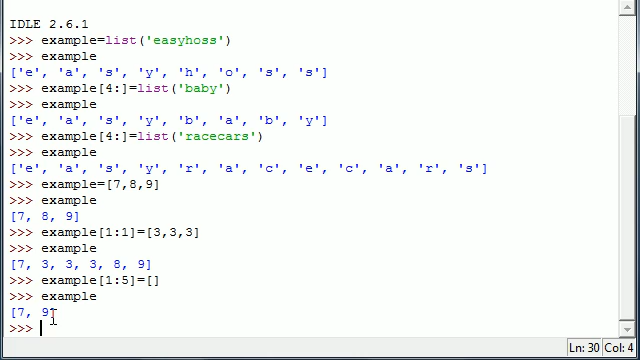 IDLE 2.6.1
>>> example=list('easyhoss')
>>> example
['e', 'a', 's', 'y', 'h', 'o', 's', 's']
>>> example[4:]=list('baby')
>>> example
['e', 'a', 's', 'y', 'b', 'a', 'b', 'y']
>>> example[4:]=list('racecars')
>>> example
['e', 'a', 's', 'y', 'r', 'a', 'c', 'e', 'c', 'a', 'r', 's']
>>> example=[7,8,9]
>>> example
[7, 8, 9]
>>> example[1:1]=[3,3,3]
>>> example
[7, 3, 3, 3, 8, 9]
>>> example[1:5]=[]
>>> example
[7, 9]
>>>
Ln: 30 Col: 4